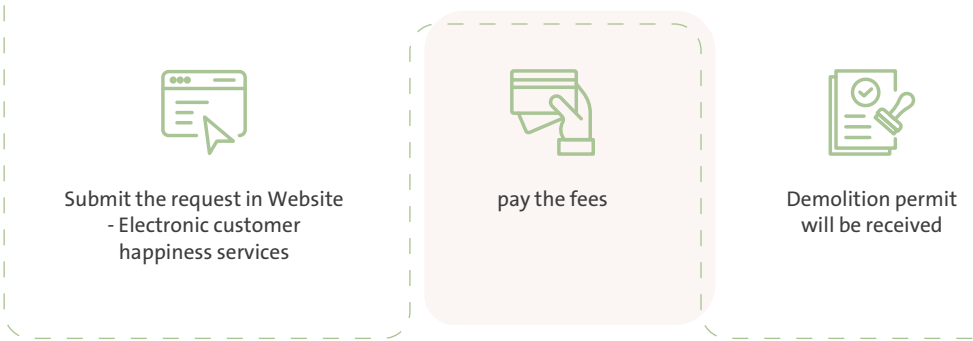 Submit the request in Website
- Electronic customer
happiness services
pay the fees
Demolition permit
will be received